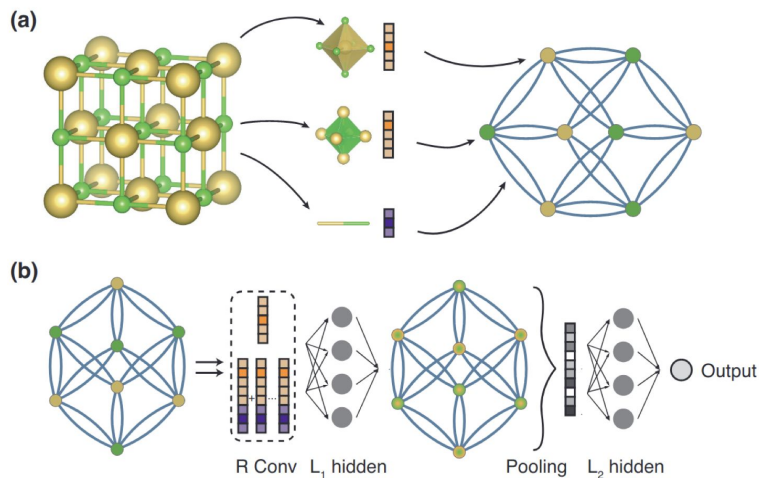 (a)
(b)
+
...
Output
R Conv
L₁ hidden
Pooling
L₂ hidden